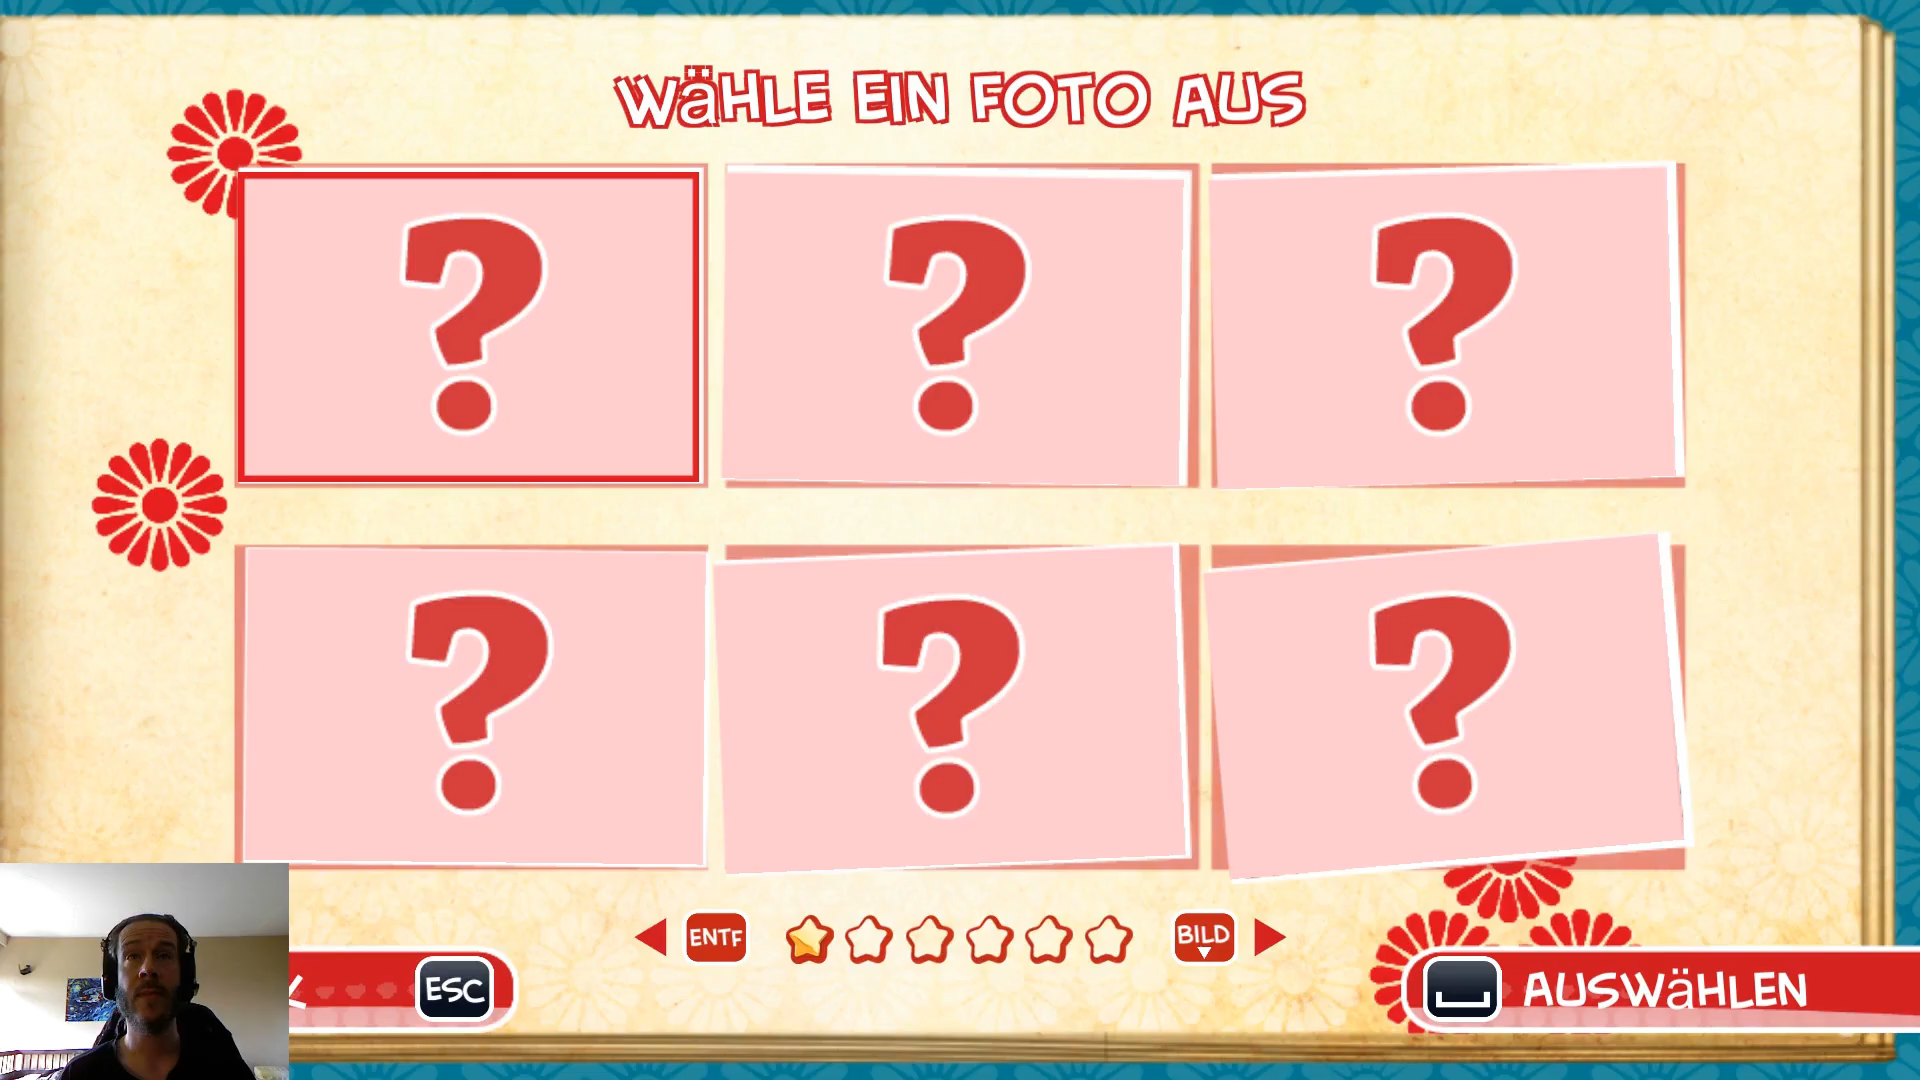 WäHLE EIN FOTO AUS
?
?
?
?
?
?
ENTF
BILD
ESC
AUSWäHLEN